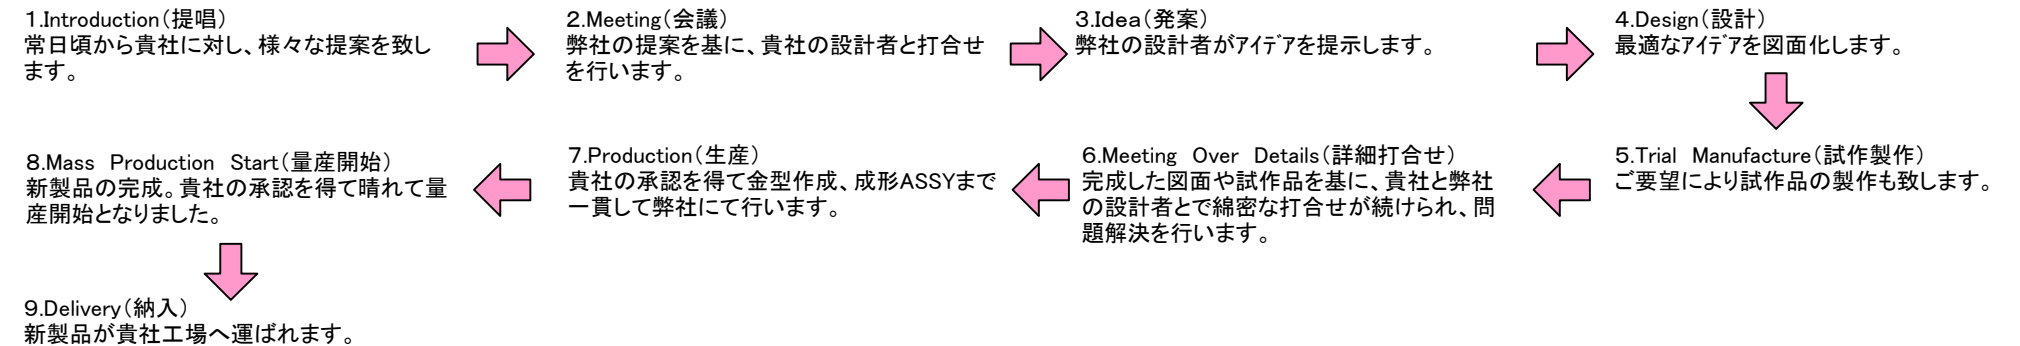 1.Introduction（提唱）
常日頃から貴社に対し、様々な提案を致し
ます。
2.Meeting（会議）
弊社の提案を基に、貴社の設計者と打合せ
を行います。
3.Idea（発案）
弊社の設計者がｱｲﾃﾞｱを提示します。
4.Design（設計）
最適なｱｲﾃﾞｱを図面化します。
5.Trial　Manufacture（試作製作）
ご要望により試作品の製作も致します。
6.Meeting　Over　Details（詳細打合せ）
完成した図面や試作品を基に、貴社と弊社
の設計者とで綿密な打合せが続けられ、問
題解決を行います。
7.Production（生産）
貴社の承認を得て金型作成、成形ASSYまで
一貫して弊社にて行います。
8.Mass　Production　Start（量産開始）
新製品の完成。貴社の承認を得て晴れて量
産開始となりました。
9.Delivery（納入）
新製品が貴社工場へ運ばれます。